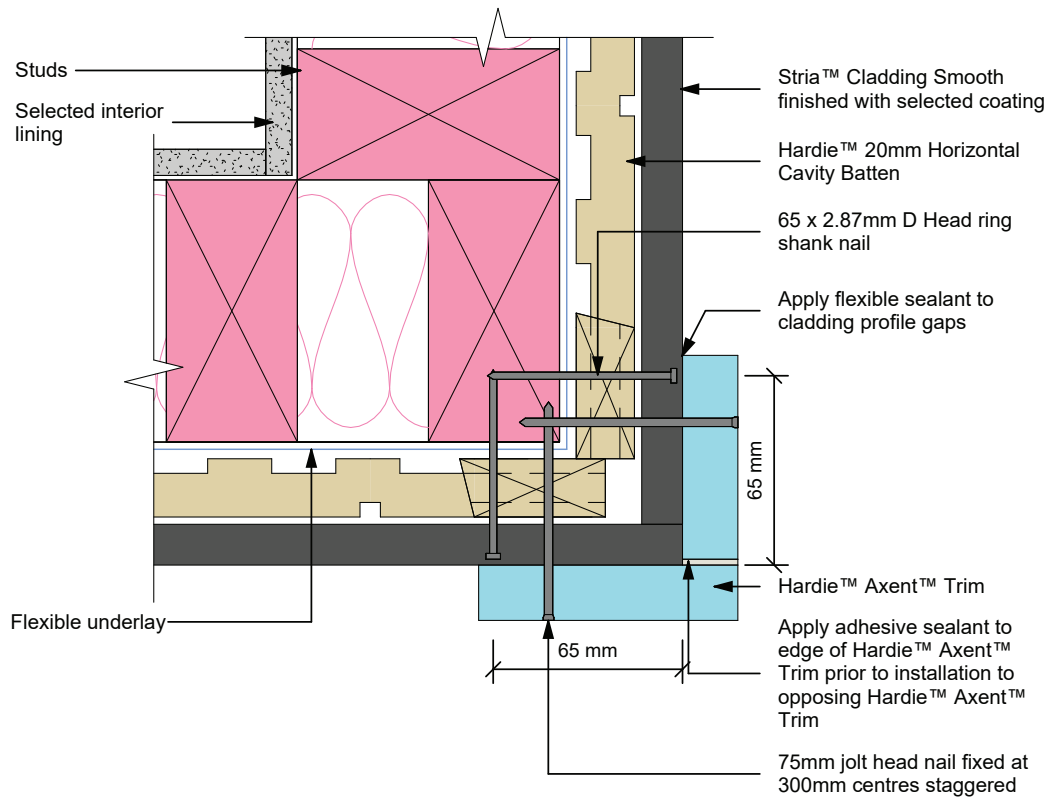 Studs
Selected interior
lining
Flexible underlay
Stria™ Cladding Smooth
finished with selected coating
Hardie™ 20mm Horizontal
Cavity Batten
65 x 2.87mm D Head ring
shank nail
Apply flexible sealant to
cladding profile gaps
65 mm
65 mm
Hardie™ Axent™ Trim
Apply adhesive sealant to
edge of Hardie™ Axent™
Trim prior to installation to
opposing Hardie™ Axent™
Trim
75mm jolt head nail fixed at
300mm centres staggered